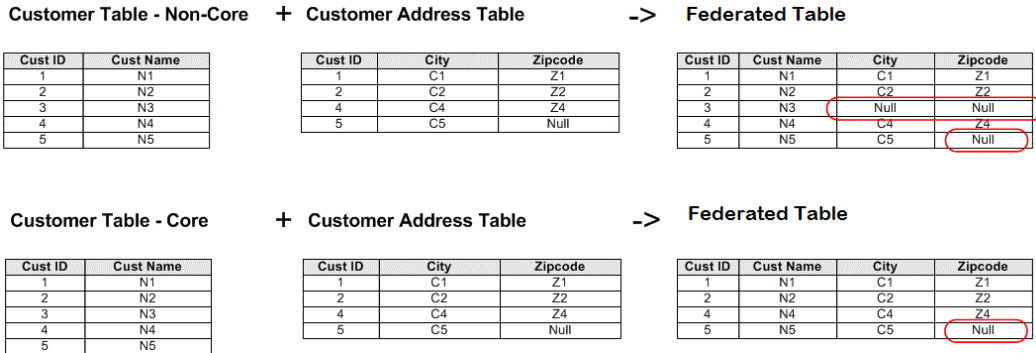 Customer Table - Non-Core + Customer Address Table -> Federated Table
Cust ID Cust Name Cust ID City Zipcode Cust ID Cust Name City Zipcode
1 N1 1 C1 Z1 1 N1 C1 Z1
2 N2 2 C2 Z2 2 N2 C2 Z2
3 N3 4 C4 Z4 3 N3 Null Null
4 N4 5 C5 Null 4 N4 C4 Z4
5 N5 5 N5 C5 Null
Customer Table - Core + Customer Address Table -> Federated Table
Cust ID Cust Name Cust ID City Zipcode Cust ID Cust Name City Zipcode
1 N1 1 C1 Z1 1 N1 C1 Z1
2 N2 2 C2 Z2 2 N2 C2 Z2
3 N3 4 C4 Z4 4 N4 C4 Z4
4 N4 5 C5 Null 5 N5 C5 Null
5 N5